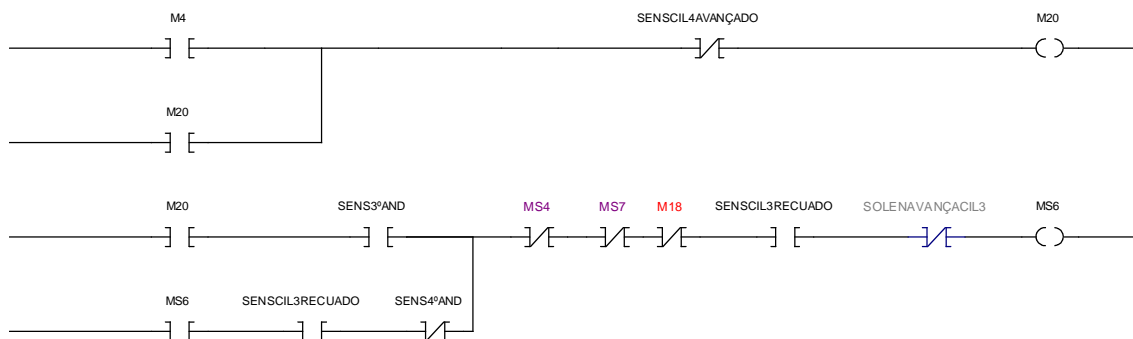 M4 SENSCIL4AVANÇADO M20
M20
M20 SENS3ºAND MS4 MS7 M18 SENSCIL3RECUADO SOLENAVANÇACIL3 MS6
MS6 SENSCIL3RECUADO SENS4ºAND